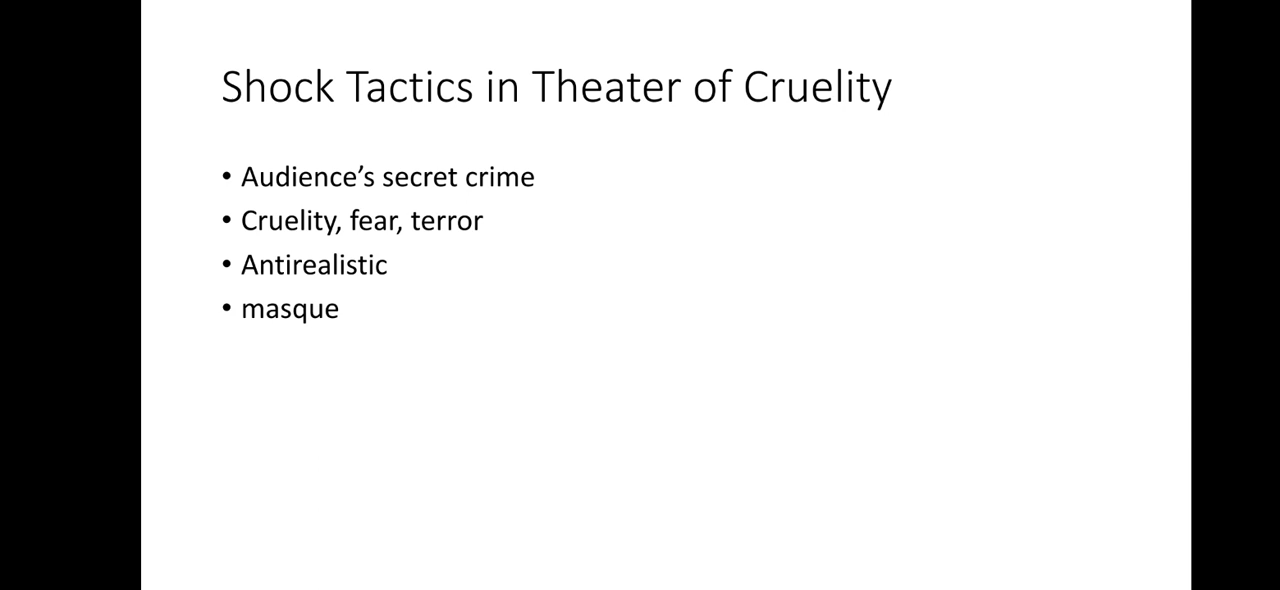 Shock Tactics in Theater of Cruelity
• Audience’s secret crime
• Cruelity, fear, terror
• Antirealistic
• masque